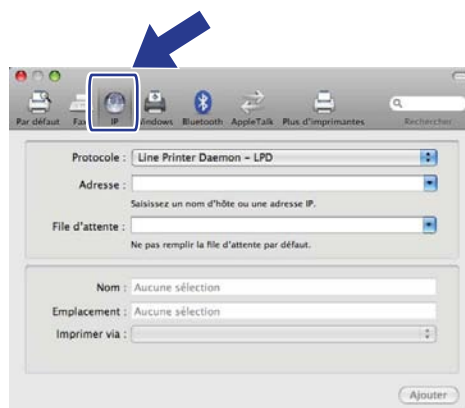 Par défaut Fax IP Windows Bluetooth AppleTalk Plus d'imprimantes Rechercher
Protocole : Line Printer Daemon – LPD
Adresse :
Saisissez un nom d'hôte ou une adresse IP.
File d'attente :
Ne pas remplir la file d'attente par défaut.
Nom : Aucune sélection
Emplacement : Aucune sélection
Imprimer via :
Ajouter